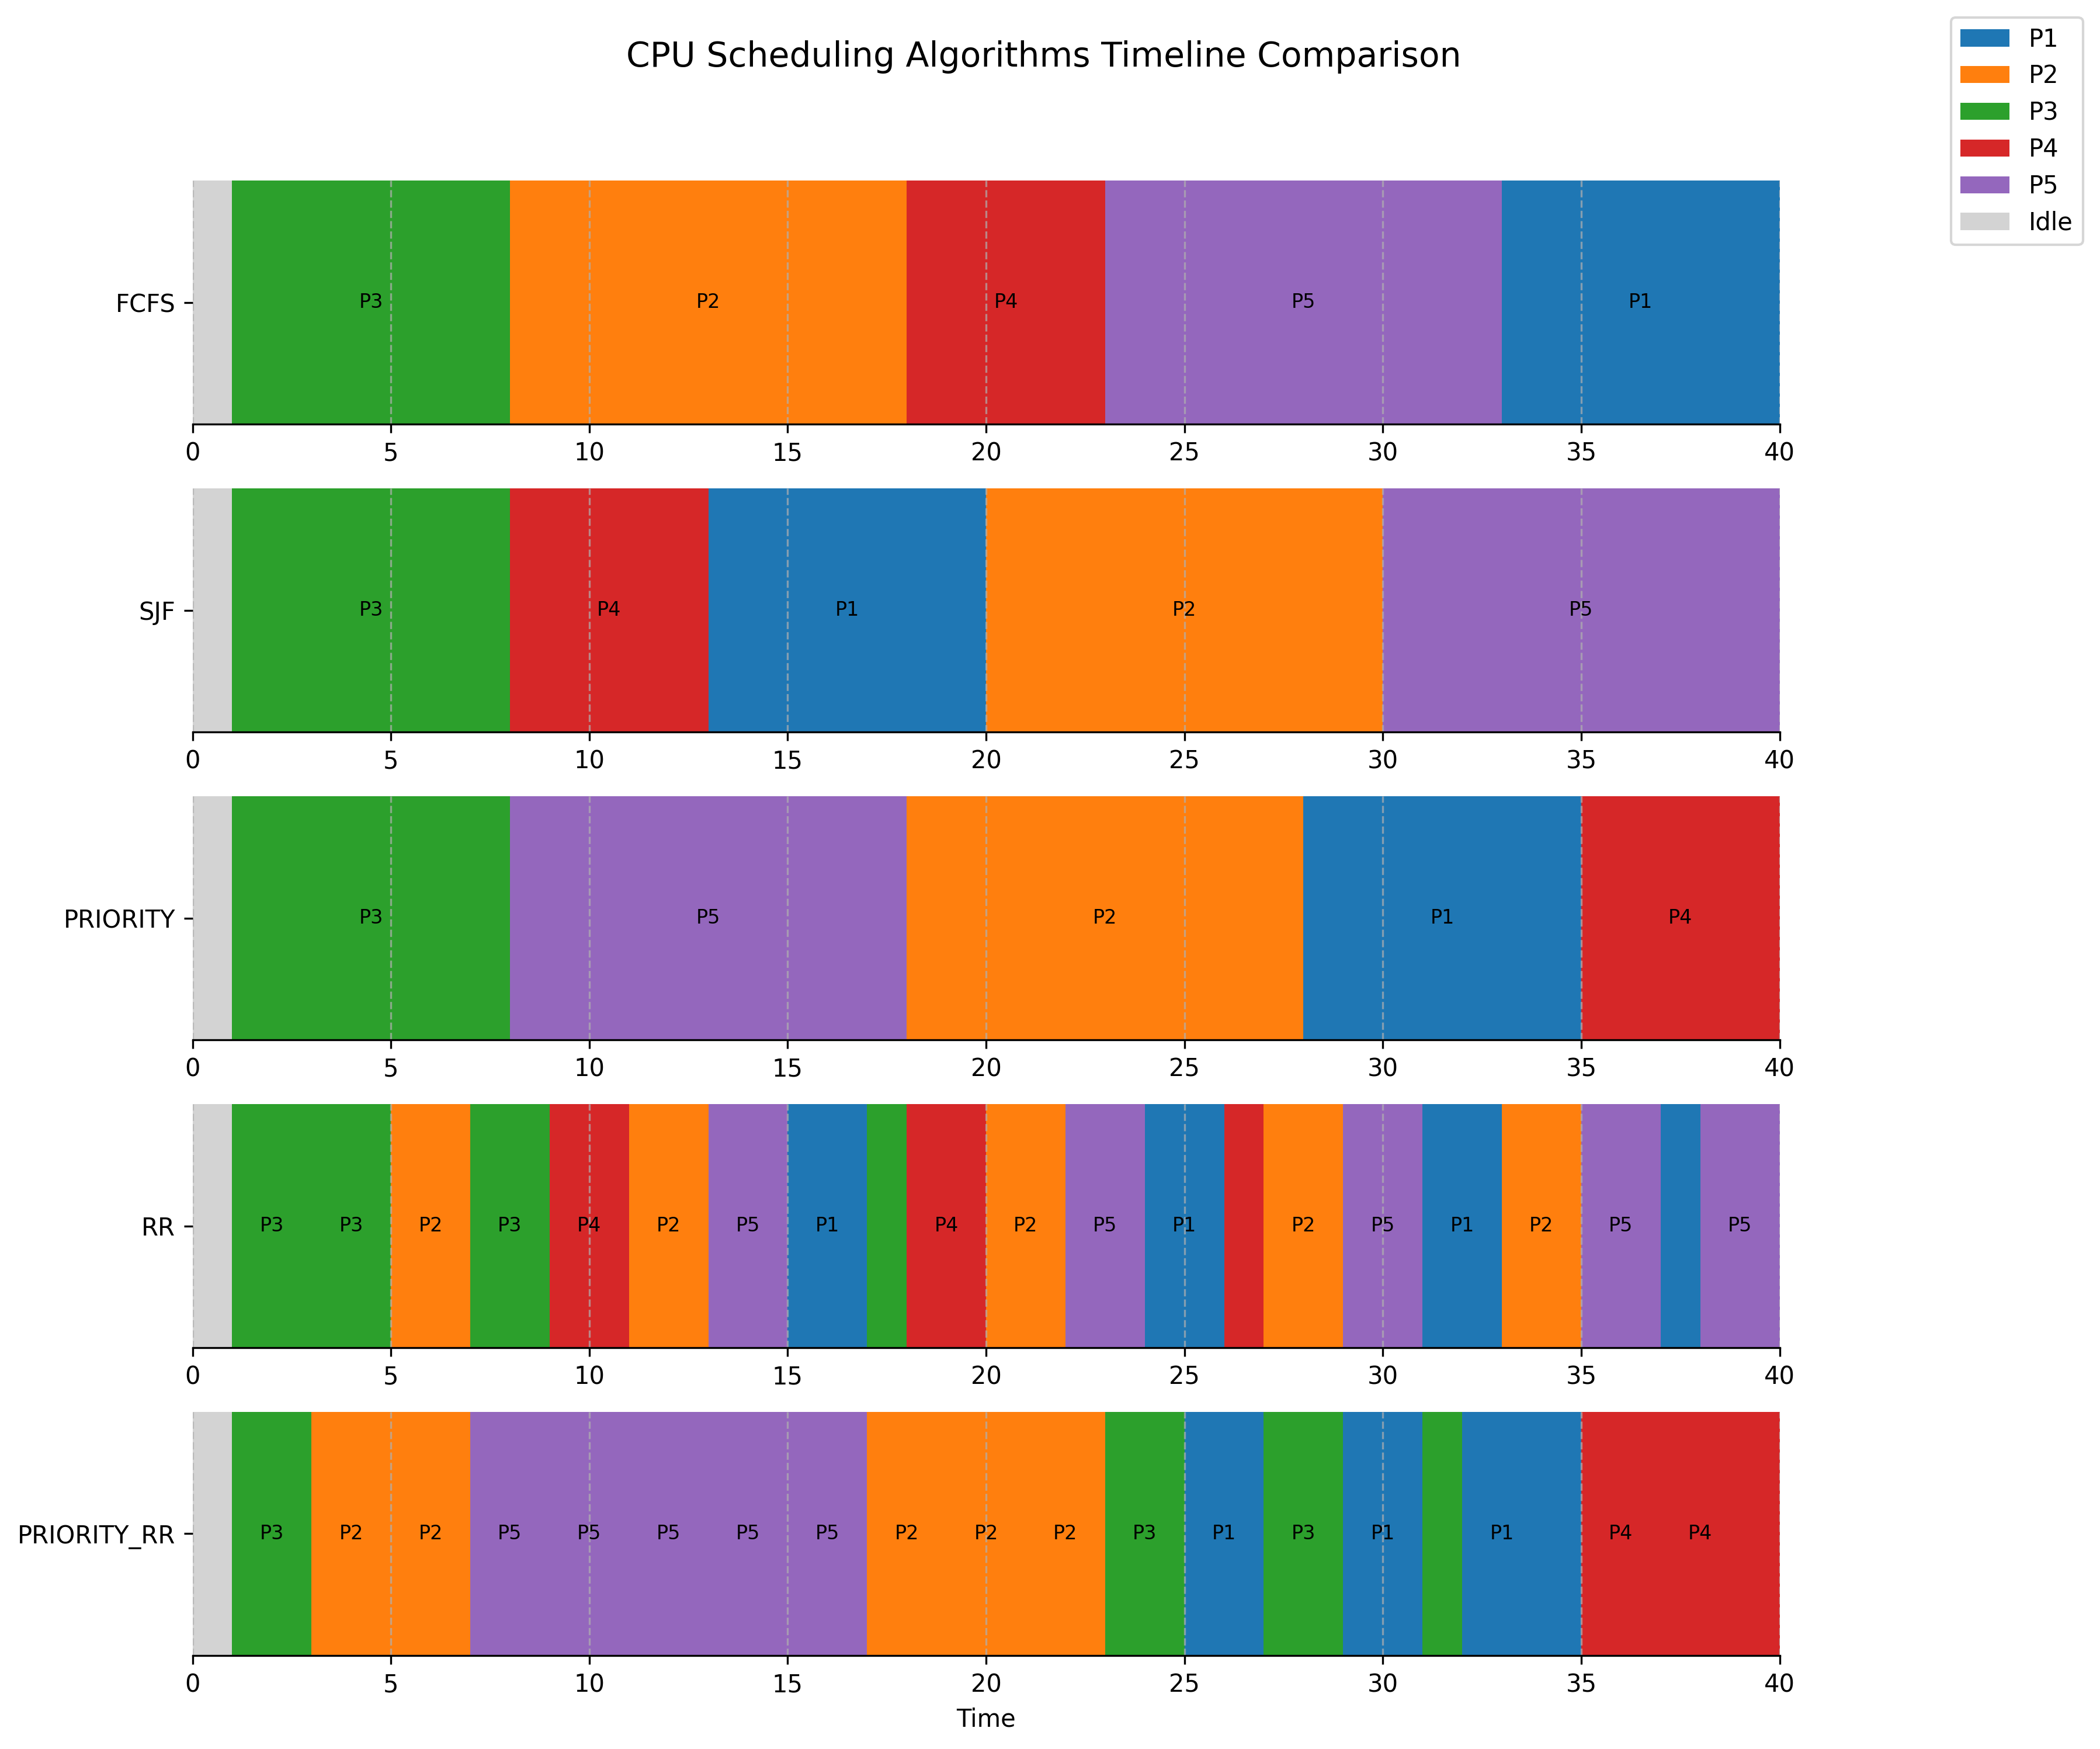 CPU Scheduling Algorithms Timeline Comparison
P1
P2
P3
P4
P5
Idle
FCFS
P3 P2 P4 P5 P1
0 5 10 15 20 25 30 35 40
SJF
P3 P4 P1 P2 P5
0 5 10 15 20 25 30 35 40
PRIORITY
P3 P5 P2 P1 P4
0 5 10 15 20 25 30 35 40
RR
P3 P3 P2 P3 P4 P2 P5 P1 P4 P2 P5 P1 P2 P5 P1 P2 P5 P5
0 5 10 15 20 25 30 35 40
PRIORITY_RR
P3 P2 P2 P5 P5 P5 P5 P5 P2 P2 P2 P3 P1 P3 P1 P1 P4 P4
0 5 10 15 20 25 30 35 40
Time